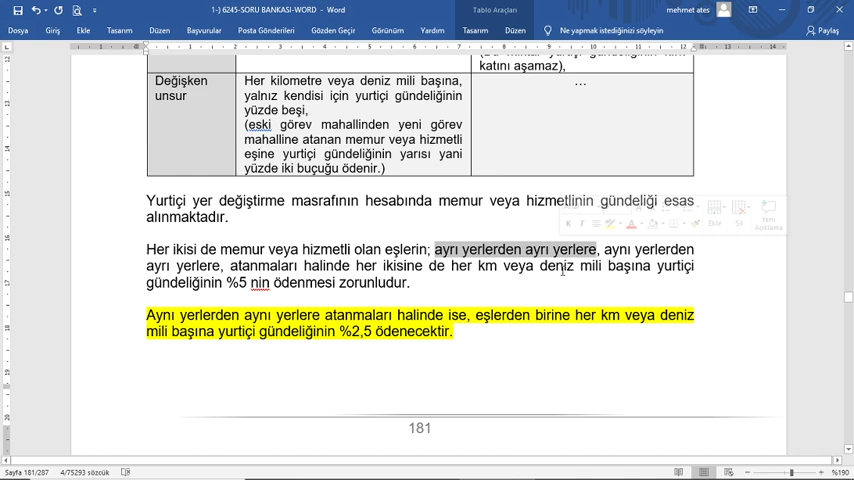 1-) 6245-SORU BANKASI-WORD - Word
Tablo Araçları
mehmet ates
Dosya Giriş Ekle Tasarım Düzen Başvurular Posta Gönderileri Gözden Geçir Görünüm Yardım Tasarım Düzen Ne yapmak istediğinizi söyleyin Paylaş
katını aşamaz),
Değişken unsur
Her kilometre veya deniz mili başına,
yalnız kendisi için yurtiçi gündeliğinin
yüzde beşi,
(eski görev mahallinden yeni görev
mahalline atanan memur veya hizmetli
eşine yurtiçi gündeliğinin yarısı yani
yüzde iki buçuğu ödenir.)
…
Yurtiçi yer değiştirme masrafının hesabında memur veya hizmetlinin gündeliği esas
alınmaktadır.
Ekle Sil Yeni Açıklama
Her ikisi de memur veya hizmetli olan eşlerin; ayrı yerlerden ayrı yerlere, aynı yerlerden
ayrı yerlere, atanmaları halinde her ikisine de her km veya deniz mili başına yurtiçi
gündeliğinin %5 nin ödenmesi zorunludur.
Aynı yerlerden aynı yerlere atanmaları halinde ise, eşlerden birine her km veya deniz
mili başına yurtiçi gündeliğinin %2,5 ödenecektir.
181
Sayfa 181/287 4/75293 sözcük %190